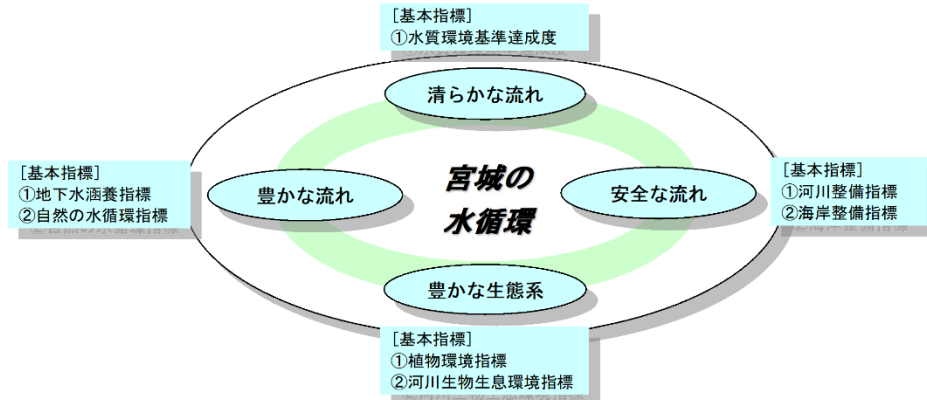 [基本指標]
①水質環境基準達成度
清らかな流れ
[基本指標]
①地下水涵養指標
②自然の水循環指標
豊かな流れ
宮城の
水循環
安全な流れ
[基本指標]
①河川整備指標
②海岸整備指標
豊かな生態系
[基本指標]
①植物環境指標
②河川生物生息環境指標